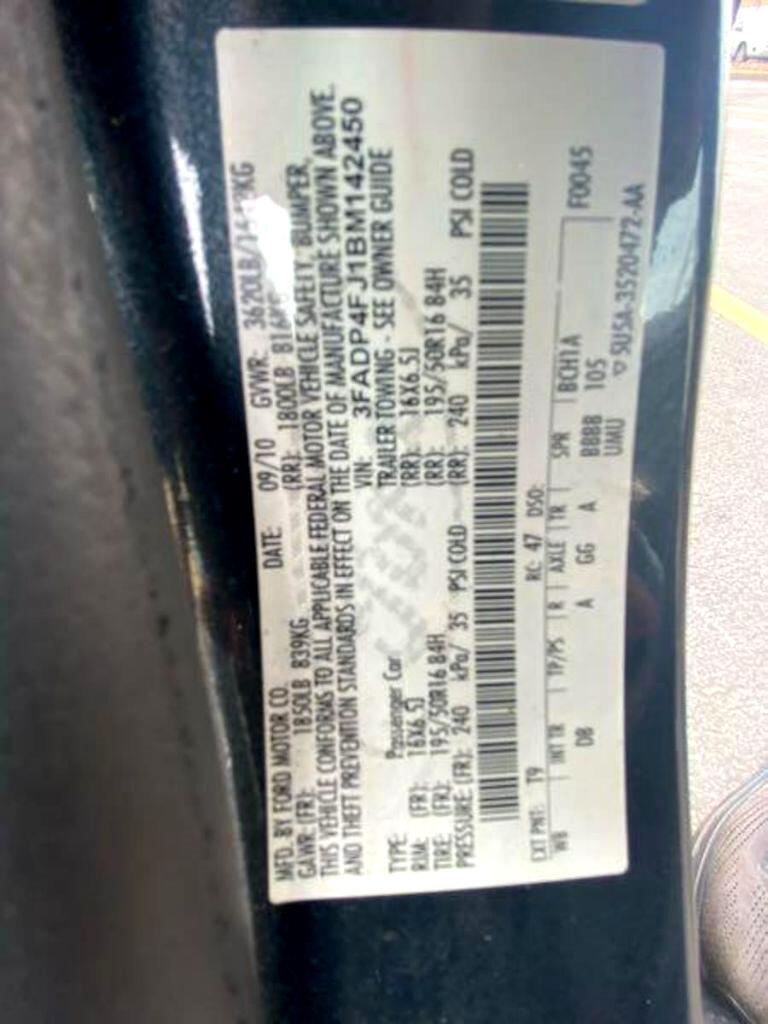 MFD. BY FORD MOTOR CO. DATE: 09/10 GVWR: 3620LB/
GAWR: (FR): 1850LB 839KG (RR): 1800LB 816KG
THIS VEHICLE CONFORMS TO ALL APPLICABLE FEDERAL MOTOR VEHICLE SAFETY, BUMPER,
AND THEFT PREVENTION STANDARDS IN EFFECT ON THE DATE OF MANUFACTURE SHOWN ABOVE.
VIN: 3FADP4FJ1BM142450
TYPE: Passenger Car TRAILER TOWING - SEE OWNER GUIDE
RIM: (FR): 16X6.5J (RR): 16X6.5J
TIRE: (FR): 195/50R16 84H (RR): 195/50R16 84H
PRESSURE: (FR): 240 kPa/ 35 PSI COLD (RR): 240 kPa/ 35 PSI COLD
EXT PNT: T9 RC: 47 DSO: F0045
WB INT TR TP/PS R AXLE TR SPR BCH1A
DB A GG A BBBB 105
UMU ▽ 5U5A-3520472-AA